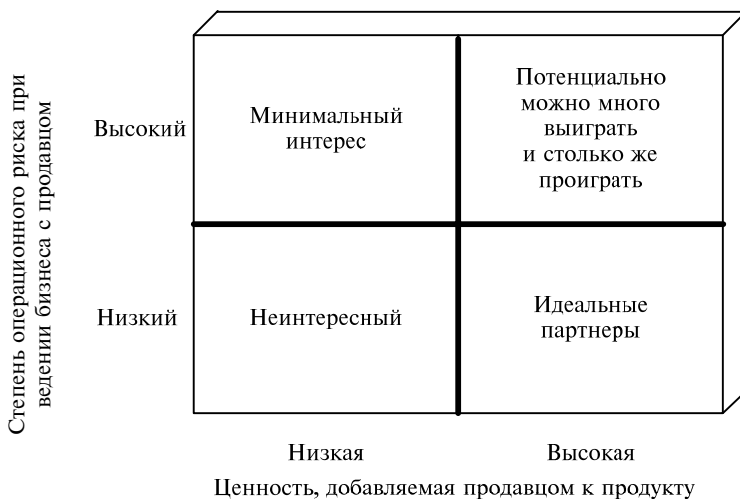 Степень операционного риска при
ведении бизнеса с продавцом
Высокий
Минимальный
интерес
Потенциально
можно много
выиграть
и столько же
проиграть
Низкий
Неинтересный
Идеальные
партнеры
Низкая
Высокая
Ценность, добавляемая продавцом к продукту